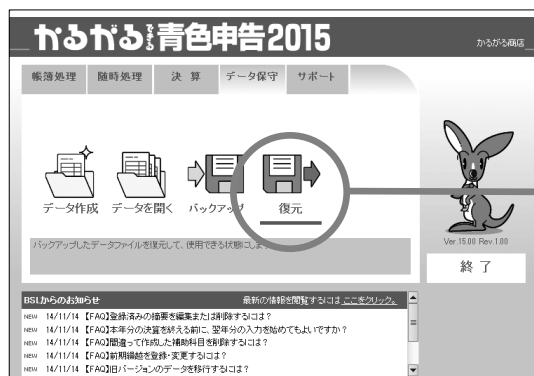 かるがるできる青色申告2015
かるがる商店
帳簿処理 随時処理 決 算 データ保守 サポート
データ作成 データを開く バックアップ 復元
バックアップしたデータファイルを復元して、使用できる状態にします
Ver.15.00 Rev.1.00
終 了
BSLからのお知らせ 最新の情報を閲覧するには ここをクリック。
NEW 14/11/14 【FAQ】登録済みの摘要を編集または削除するには？
NEW 14/11/14 【FAQ】本年分の決算を終える前に、翌年分の入力を始めてもよいですか？
NEW 14/11/14 【FAQ】間違って作成した補助科目を削除するには？
NEW 14/11/14 【FAQ】前期繰越を登録・変更するには？
NEW 14/11/14 【FAQ】旧バージョンのデータを移行するには？